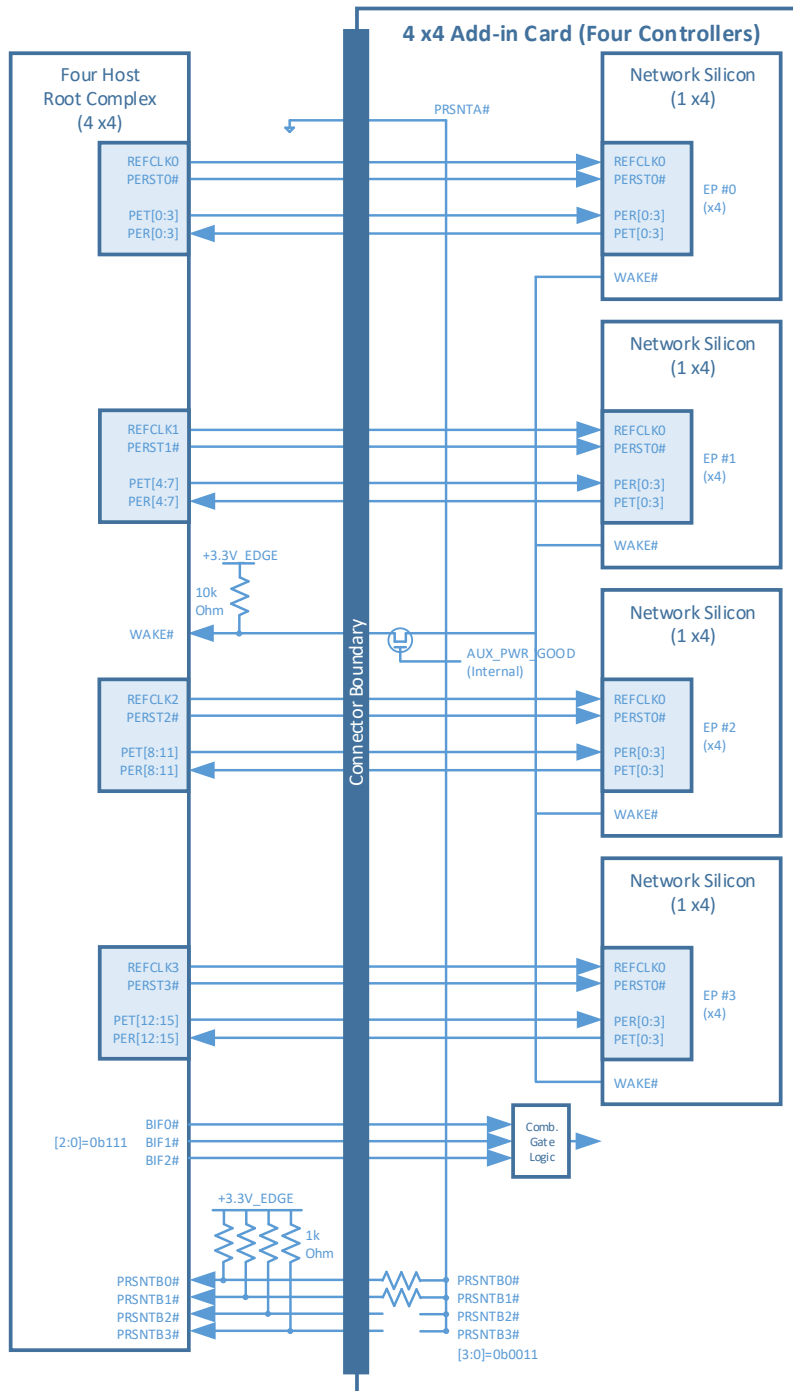 4 x4 Add-in Card (Four Controllers)
Four Host
Root Complex
(4 x4)
PRSNTA#
Network Silicon
(1 x4)
REFCLK0
PERST0#
PET[0:3]
PER[0:3]
REFCLK0
PERST0#
PER[0:3]
PET[0:3]
EP #0
(x4)
WAKE#
Network Silicon
(1 x4)
REFCLK1
PERST1#
PET[4:7]
PER[4:7]
REFCLK0
PERST0#
PER[0:3]
PET[0:3]
EP #1
(x4)
WAKE#
+3.3V_EDGE
10k
Ohm
WAKE#
Connector Boundary
AUX_PWR_GOOD
(Internal)
Network Silicon
(1 x4)
REFCLK2
PERST2#
PET[8:11]
PER[8:11]
REFCLK0
PERST0#
PER[0:3]
PET[0:3]
EP #2
(x4)
WAKE#
Network Silicon
(1 x4)
REFCLK3
PERST3#
PET[12:15]
PER[12:15]
REFCLK0
PERST0#
PER[0:3]
PET[0:3]
EP #3
(x4)
WAKE#
BIF0#
[2:0]=0b111 BIF1#
BIF2#
Comb.
Gate
Logic
+3.3V_EDGE
1k
Ohm
PRSNTB0#
PRSNTB1#
PRSNTB2#
PRSNTB3#
PRSNTB0#
PRSNTB1#
PRSNTB2#
PRSNTB3#
[3:0]=0b0011